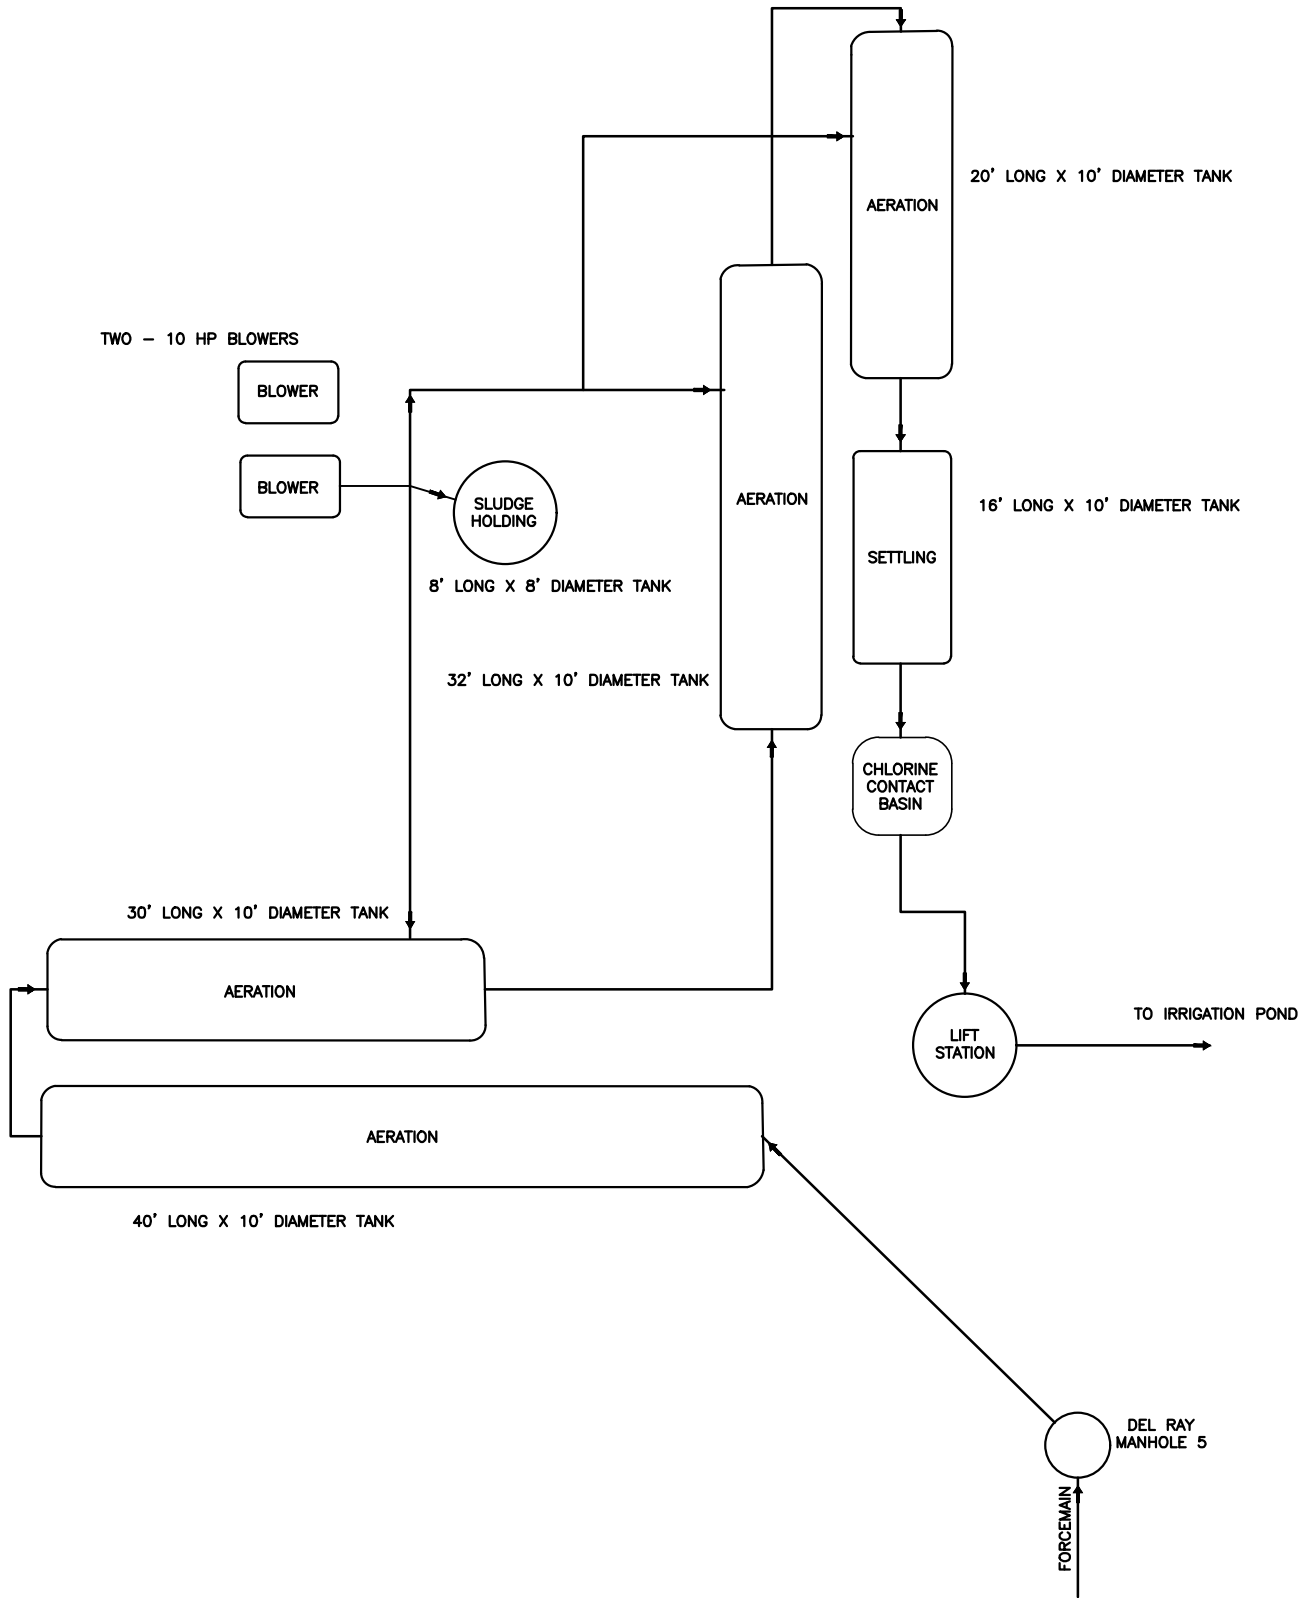 20' LONG X 10' DIAMETER TANK
AERATION
TWO - 10 HP BLOWERS
BLOWER
BLOWER
SLUDGE
HOLDING
8' LONG X 8' DIAMETER TANK
AERATION
32' LONG X 10' DIAMETER TANK
16' LONG X 10' DIAMETER TANK
SETTLING
CHLORINE
CONTACT
BASIN
30' LONG X 10' DIAMETER TANK
AERATION
LIFT
STATION
TO IRRIGATION POND
AERATION
40' LONG X 10' DIAMETER TANK
DEL RAY
MANHOLE 5
FORCEMAIN